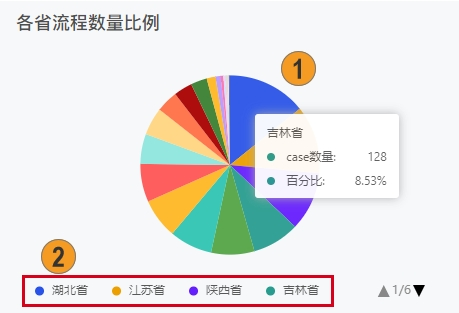 各省流程数量比例
1
吉林省
case数量: 128
百分比: 8.53%
2
湖北省 江苏省 陕西省 吉林省 1/6